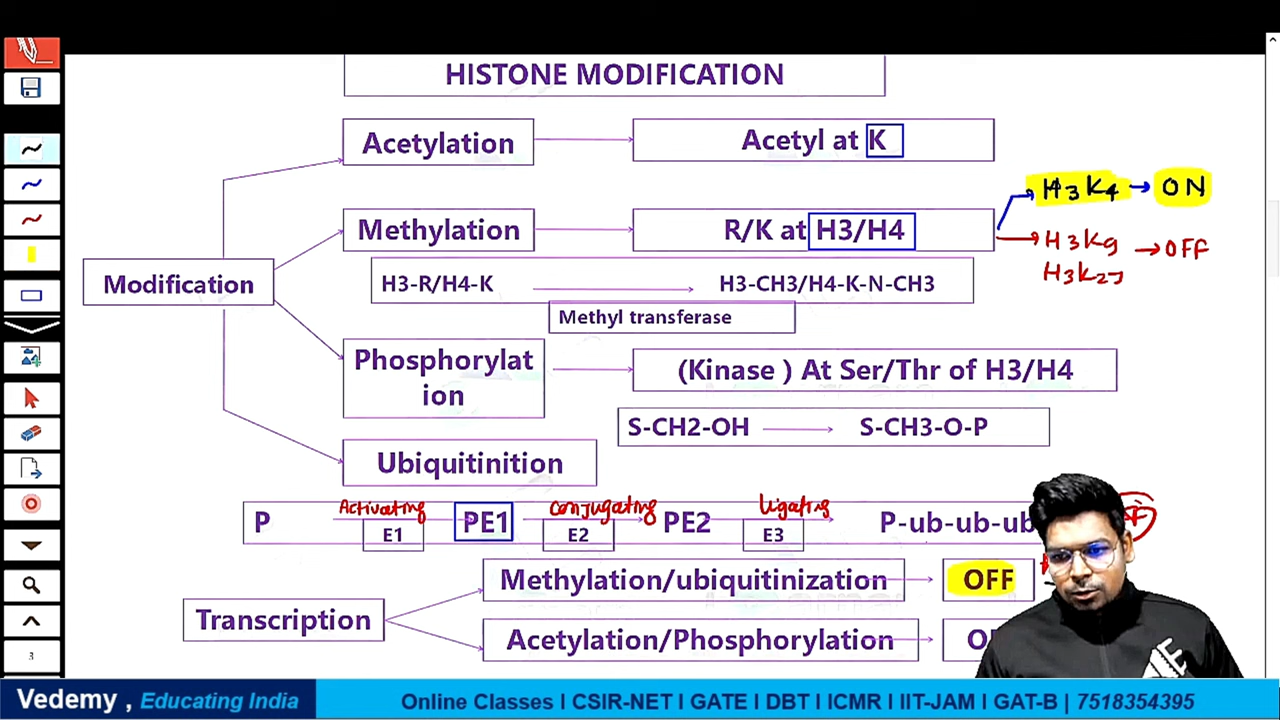 HISTONE MODIFICATION
Acetylation
Acetyl at K
H3K4 → ON
Methylation
R/K at H3/H4
H3K9 → OFF
H3K27
Modification
H3-R/H4-K
H3-CH3/H4-K-N-CH3
Methyl transferase
Phosphorylat
ion
(Kinase ) At Ser/Thr of H3/H4
S-CH2-OH
S-CH3-O-P
Ubiquitinition
Activating
conjugating
ligating
P
PE1
PE2
P-ub-ub-ub
E1
E2
E3
Methylation/ubiquitinization
OFF
Transcription
Acetylation/Phosphorylation
3
Vedemy , Educating India
Online Classes I CSIR-NET I GATE I DBT I ICMR I IIT-JAM I GAT-B | 7518354395